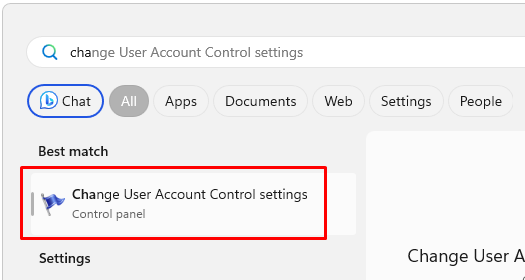 change User Account Control settings
Chat
All
Apps
Documents
Web
Settings
People
Best match
Change User Account Control settings
Control panel
Change User A
Settings